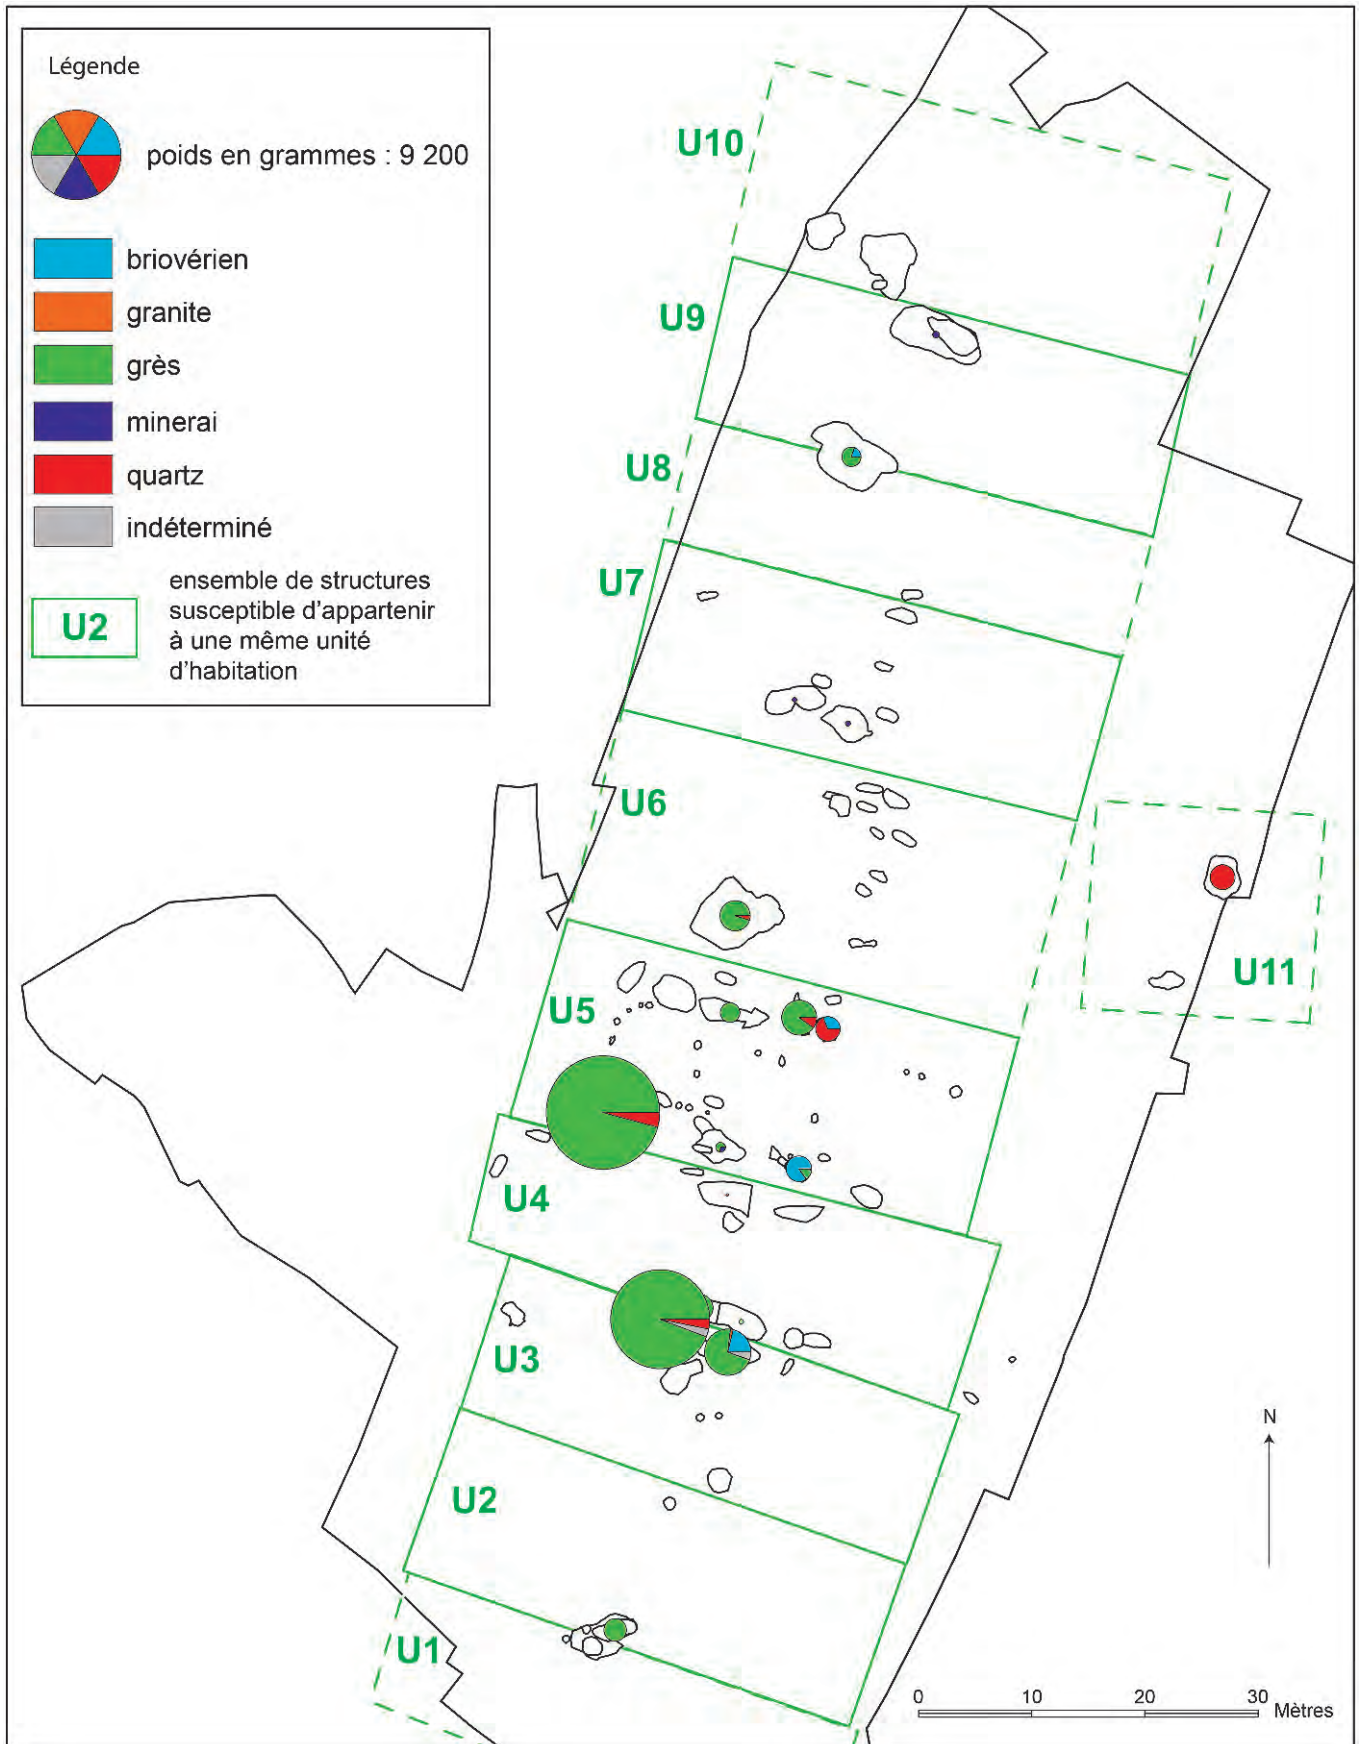 Légende
poids en grammes : 9 200
briovérien
granite
grès
minerai
quartz
indéterminé
U2
ensemble de structures
susceptible d'appartenir
à une même unité
d'habitation
U10
U9
U8
U7
U6
U11
U5
U4
U3
U2
U1
N
0 10 20 30 Mètres